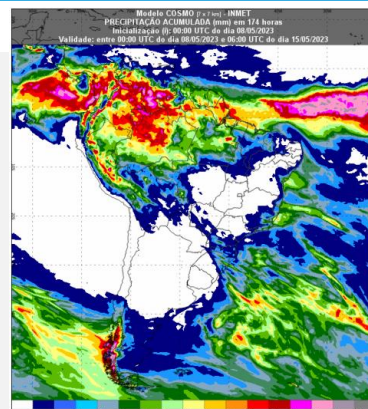 Modelo COSMO (7 x 7 km) - INMET
PRECIPITAÇÃO ACUMULADA (mm) em 174 horas
Inicialização (i): 00:00 UTC do dia 08/05/2023
Validade: entre 00:00 UTC do dia 08/05/2023 e 06:00 UTC do dia 15/05/2023